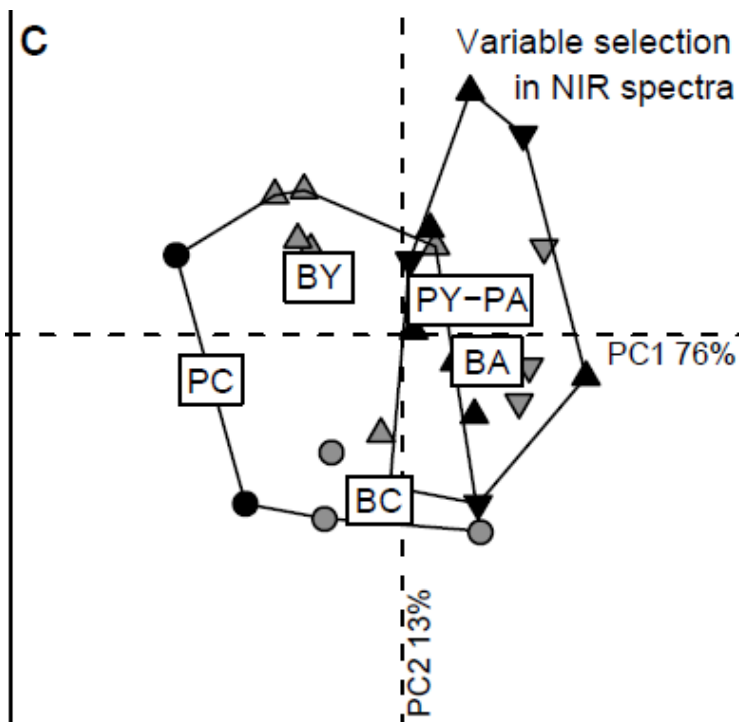 C
Variable selection
in NIR spectra
BY
PY-PA
PC1 76%
BA
PC
BC
PC2 13%